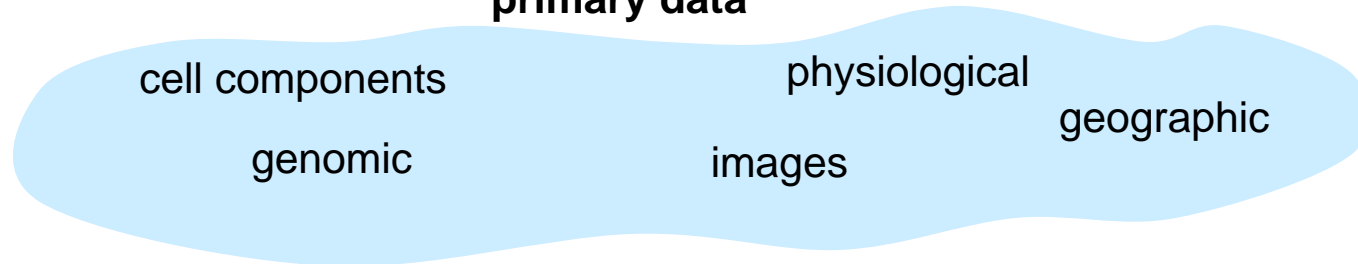 primary data
cell components
physiological
geographic
genomic
images